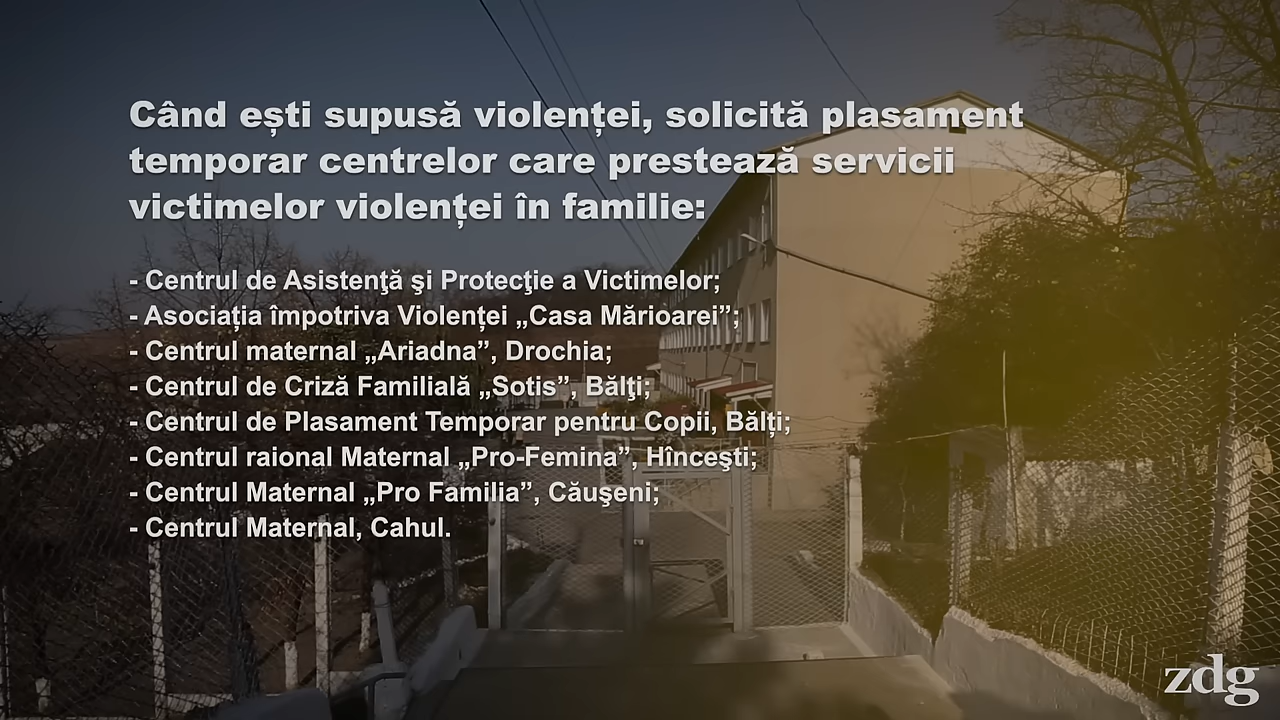 Când ești supusă violenței, solicită plasament
temporar centrelor care prestează servicii
victimelor violenței în familie:
- Centrul de Asistenţă şi Protecţie a Victimelor;
- Asociația împotriva Violenței „Casa Mărioarei”;
- Centrul maternal „Ariadna”, Drochia;
- Centrul de Criză Familială „Sotis”, Bălţi;
- Centrul de Plasament Temporar pentru Copii, Bălți;
- Centrul raional Maternal „Pro-Femina”, Hînceşti;
- Centrul Maternal „Pro Familia”, Căuşeni;
- Centrul Maternal, Cahul.
zdg